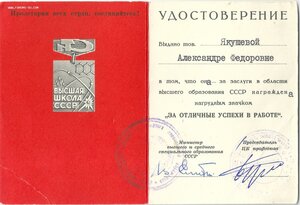 Пролетарии всех стран, соединяйтесь!
ВЫСШАЯ
ШКОЛА
СССР
УДОСТОВЕРЕНИЕ
Выдано тов. Якушевой
Александре Федоровне
в том, что она за заслуги в области
высшего образования СССР награждена
нагрудным значком
„ЗА ОТЛИЧНЫЕ УСПЕХИ В РАБОТЕ".
Министр
высшего и среднего
специального образования
СССР
Председатель
ЦК профсоюза